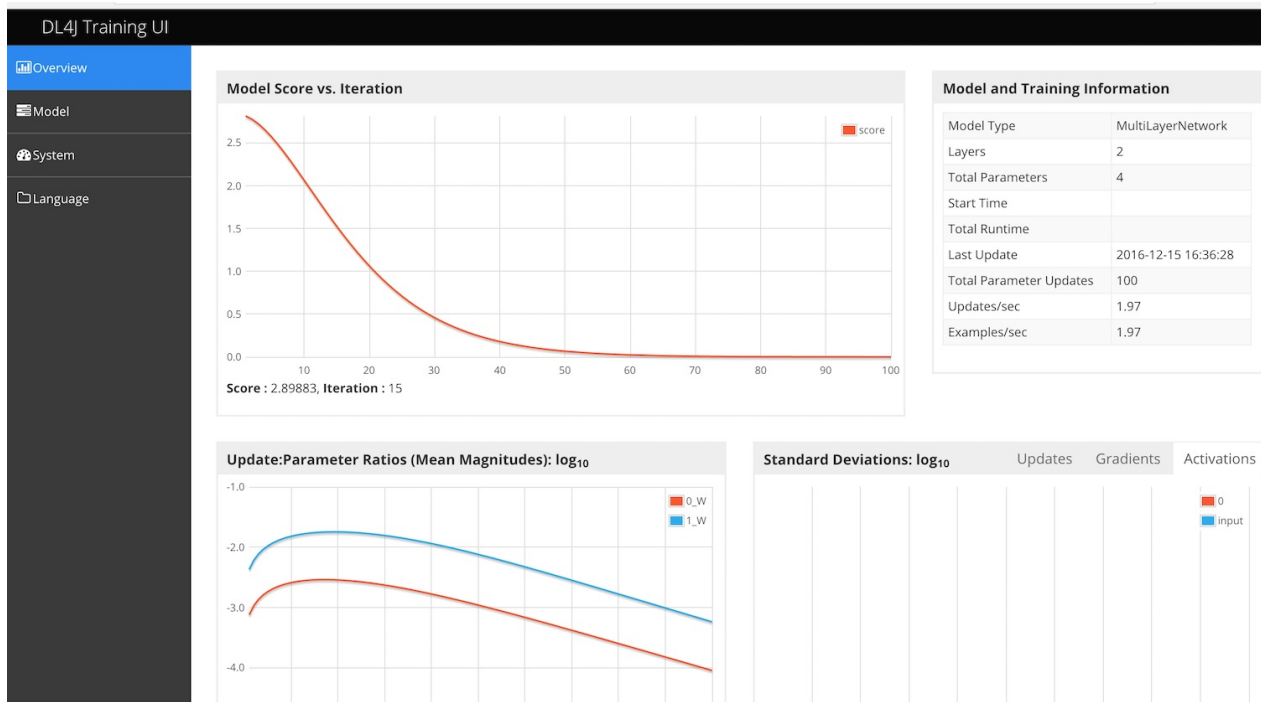 DL4J Training UI
Overview
Model
System
Language
Model Score vs. Iteration
score
2.5
2.0
1.5
1.0
0.5
0.0
10 20 30 40 50 60 70 80 90 100
Score : 2.89883, Iteration : 15
Model and Training Information
Model Type MultiLayerNetwork
Layers 2
Total Parameters 4
Start Time
Total Runtime
Last Update 2016-12-15 16:36:28
Total Parameter Updates 100
Updates/sec 1.97
Examples/sec 1.97
Update:Parameter Ratios (Mean Magnitudes): log₁₀
0_W
1_W
-1.0
-2.0
-3.0
-4.0
Standard Deviations: log₁₀ Updates Gradients Activations
0
input